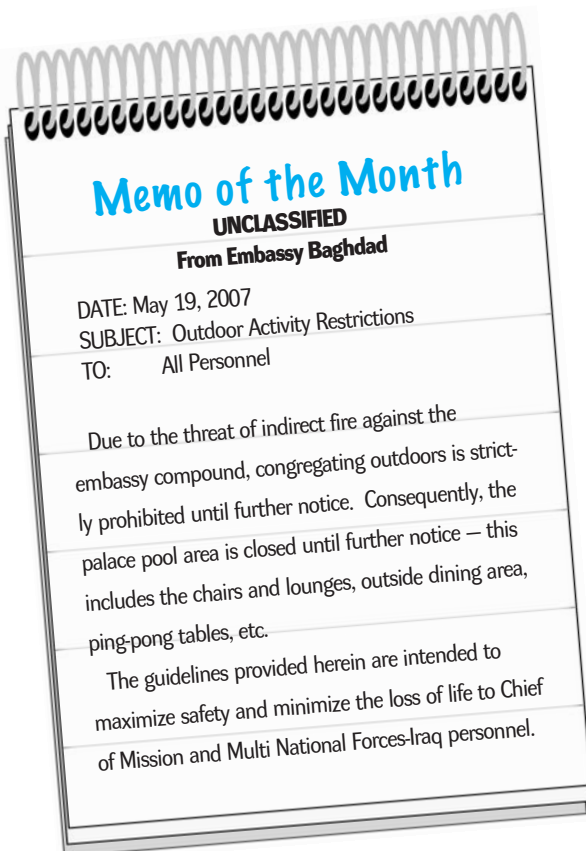 Memo of the Month
UNCLASSIFIED
From Embassy Baghdad
DATE: May 19, 2007
SUBJECT: Outdoor Activity Restrictions
TO: All Personnel
Due to the threat of indirect fire against the
embassy compound, congregating outdoors is strict-
ly prohibited until further notice. Consequently, the
palace pool area is closed until further notice — this
includes the chairs and lounges, outside dining area,
ping-pong tables, etc.
The guidelines provided herein are intended to
maximize safety and minimize the loss of life to Chief
of Mission and Multi National Forces-Iraq personnel.